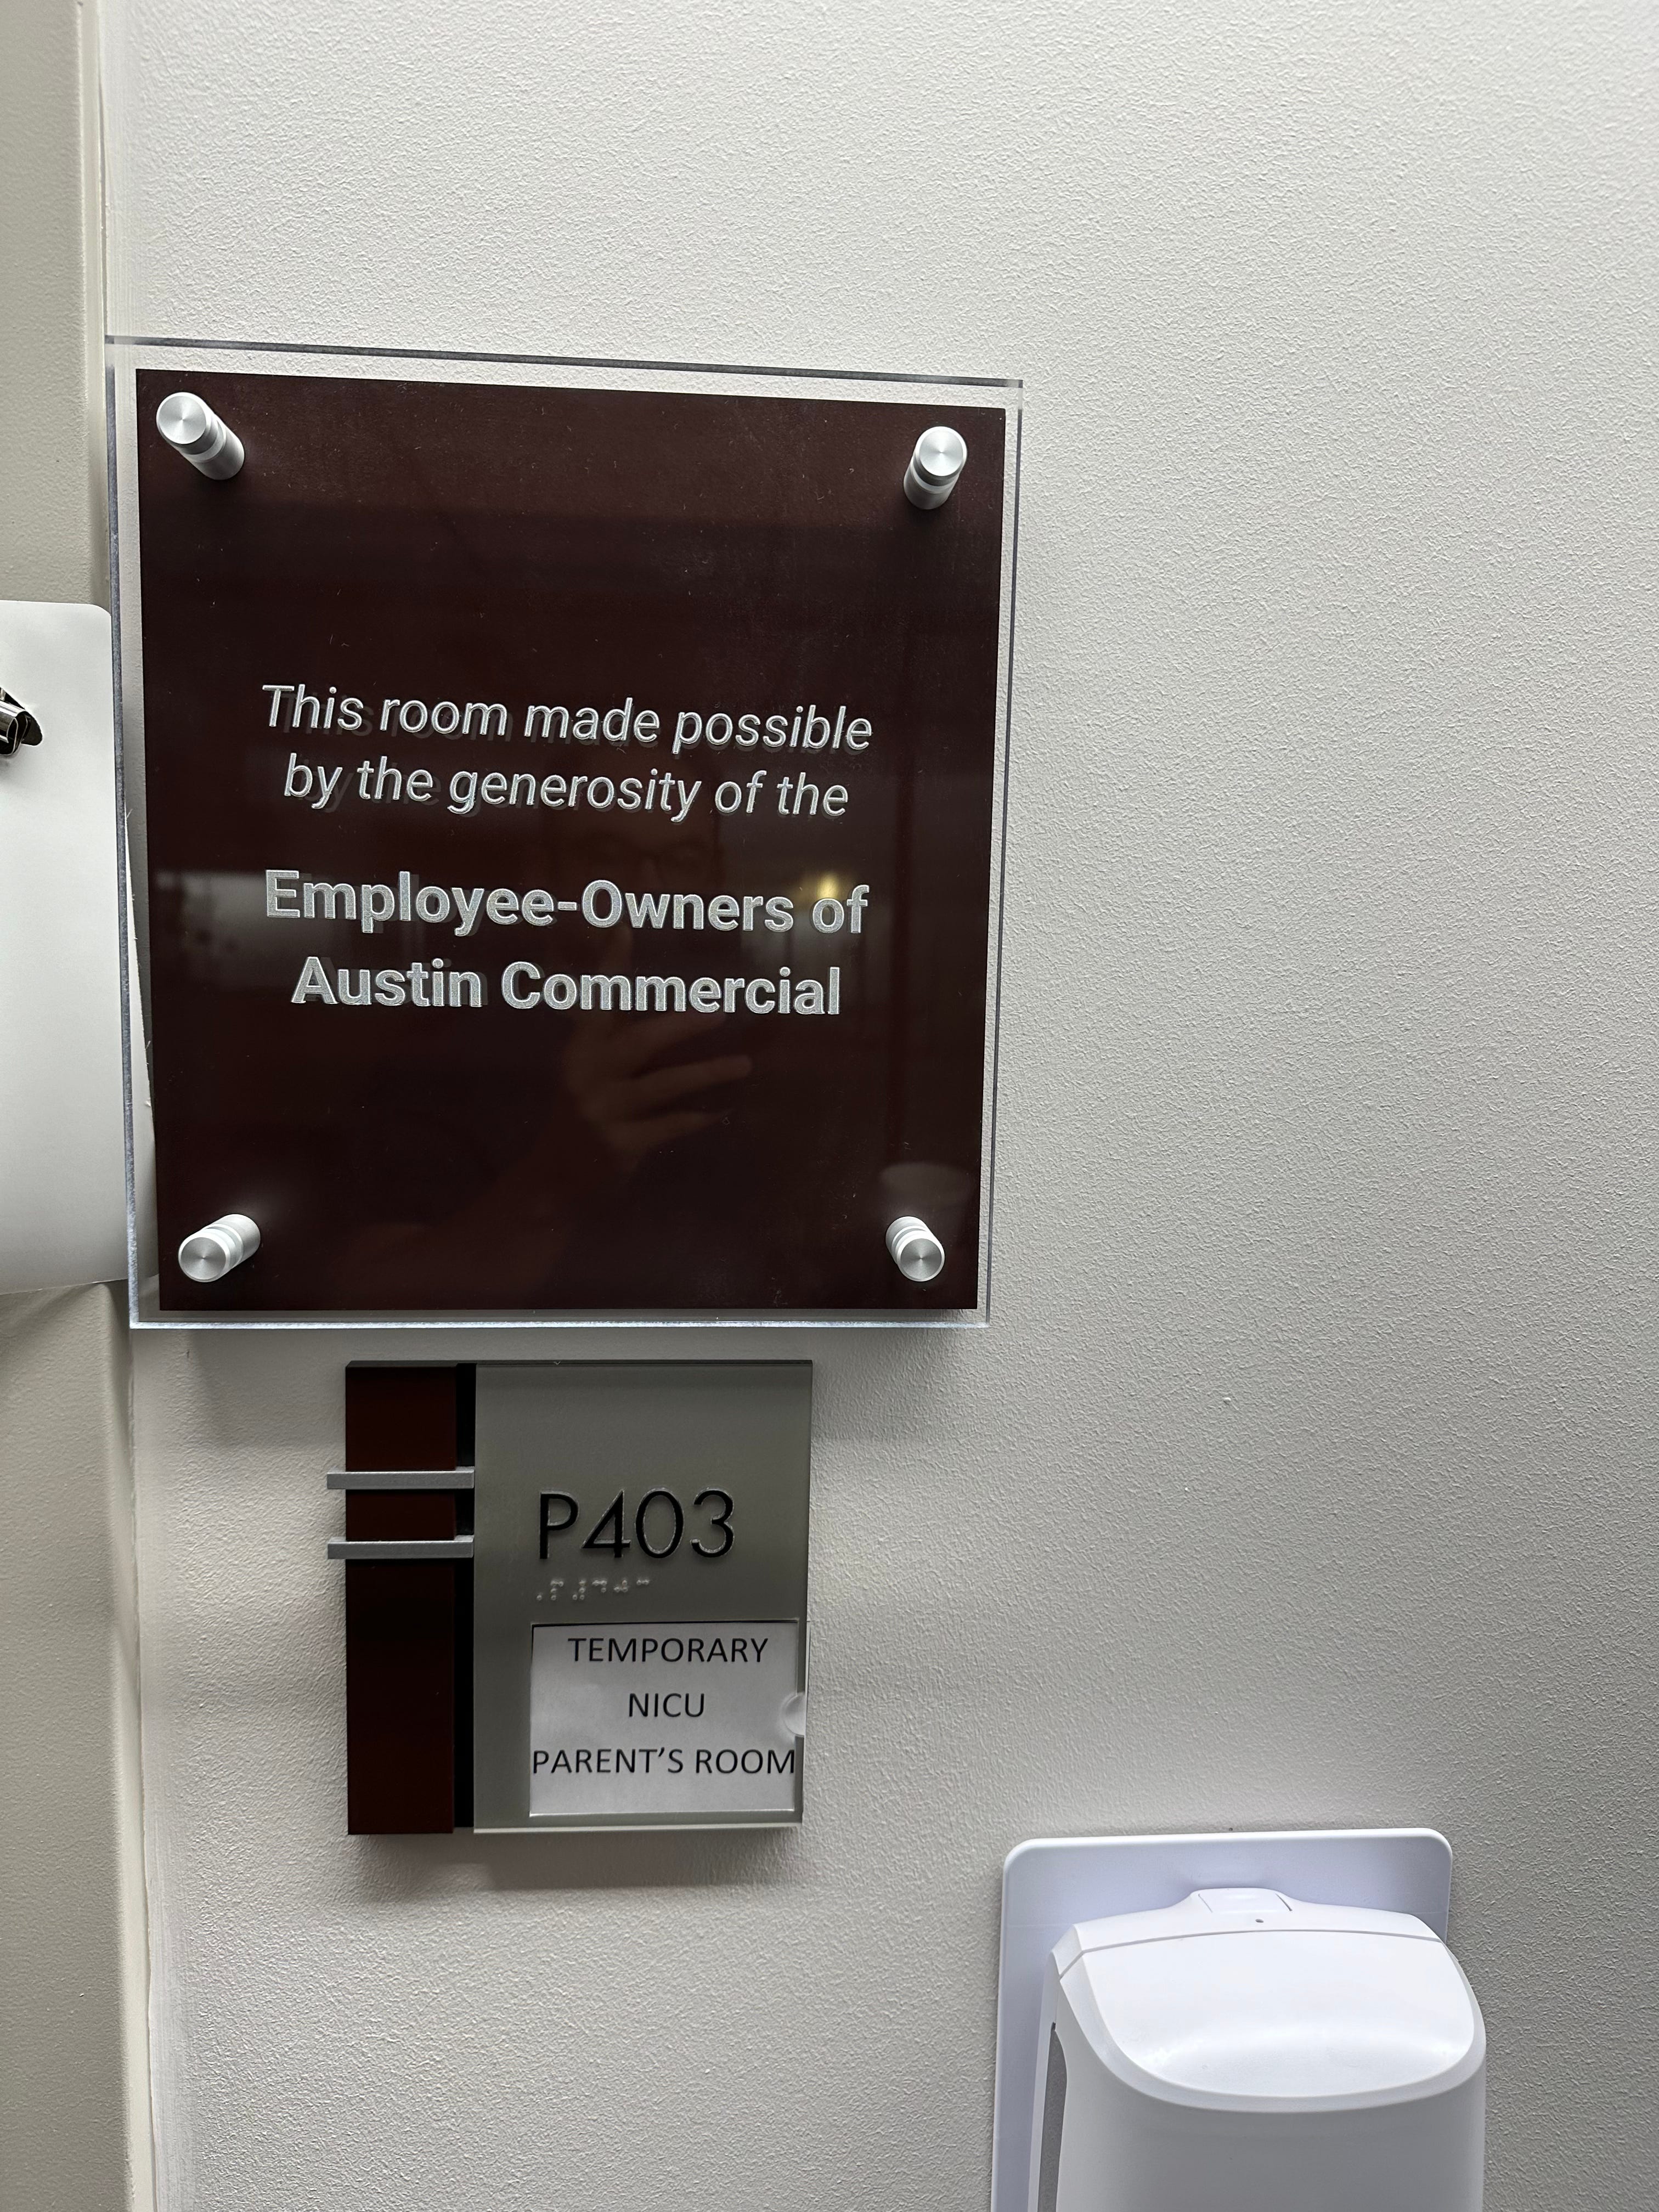 This room made possible
by the generosity of the
Employee-Owners of
Austin Commercial
P403
TEMPORARY
NICU
PARENT'S ROOM